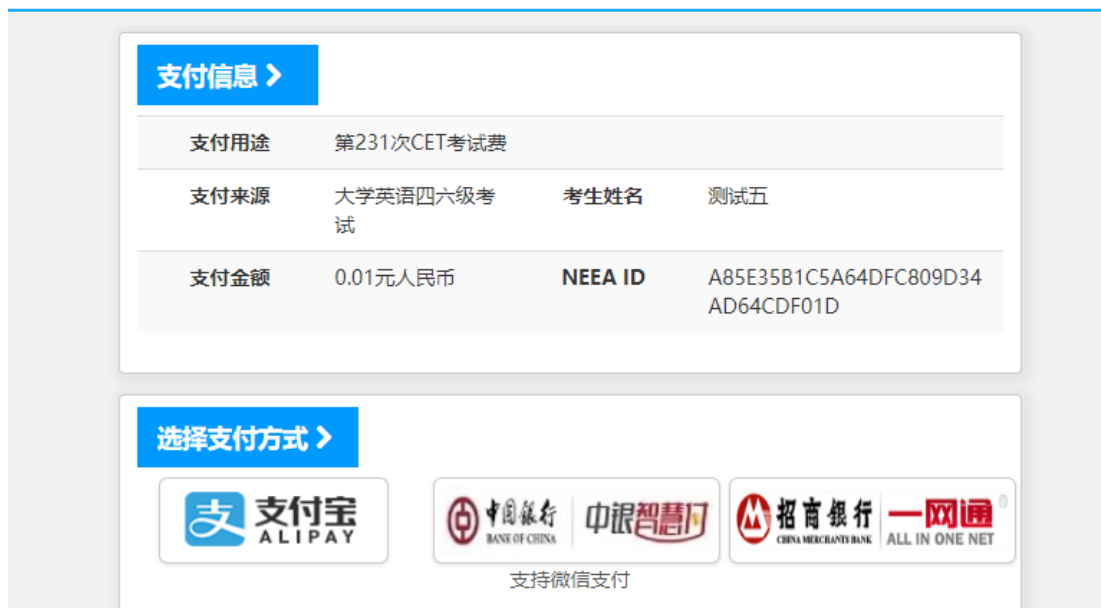 支付信息
支付用途 第231次CET考试费
支付来源 大学英语四六级考
试 考生姓名 测试五
支付金额 0.01元人民币 NEEA ID A85E35B1C5A64DFC809D34
AD64CDF01D
选择支付方式
支 支付宝
ALIPAY
中国银行
BANK OF CHINA
中银智慧付
招商银行
CHINA MERCHANTS BANK
一网通
ALL IN ONE NET
支持微信支付